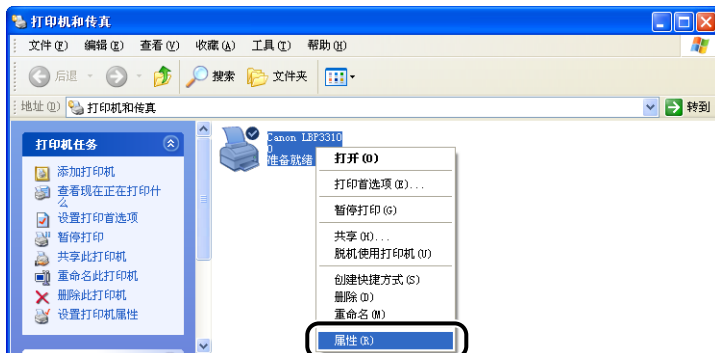 打印机和传真
文件(F) 编辑(E) 查看(V) 收藏(A) 工具(T) 帮助(H)
后退 搜索 文件夹
地址(D) 打印机和传真 转到
打印机任务
添加打印机
查看现在正在打印什
么
设置打印首选项
暂停打印
共享此打印机
重命名此打印机
删除此打印机
设置打印机属性
Canon LBP3310
0
准备就绪
打开(O)
打印首选项(E)...
暂停打印(G)
共享(H)...
脱机使用打印机(U)
创建快捷方式(S)
删除(D)
重命名(M)
属性(R)